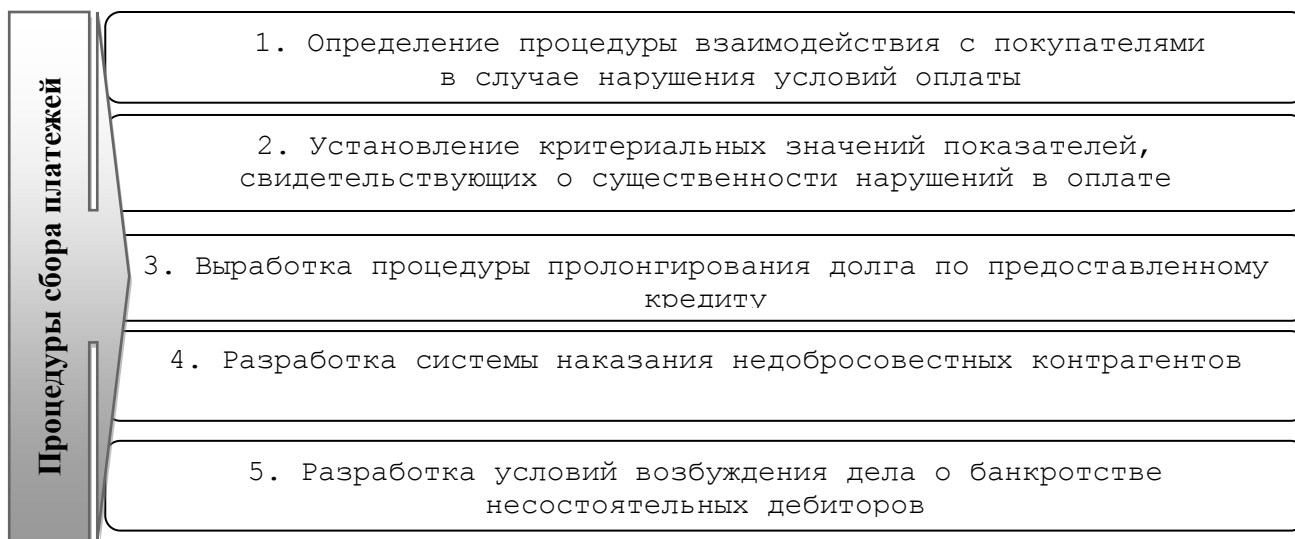 Процедуры сбора платежей
1. Определение процедуры взаимодействия с покупателями
в случае нарушения условий оплаты
2. Установление критериальных значений показателей,
свидетельствующих о существенности нарушений в оплате
3. Выработка процедуры пролонгирования долга по предоставленному
кредиту
4. Разработка системы наказания недобросовестных контрагентов
5. Разработка условий возбуждения дела о банкротстве
несостоятельных дебиторов